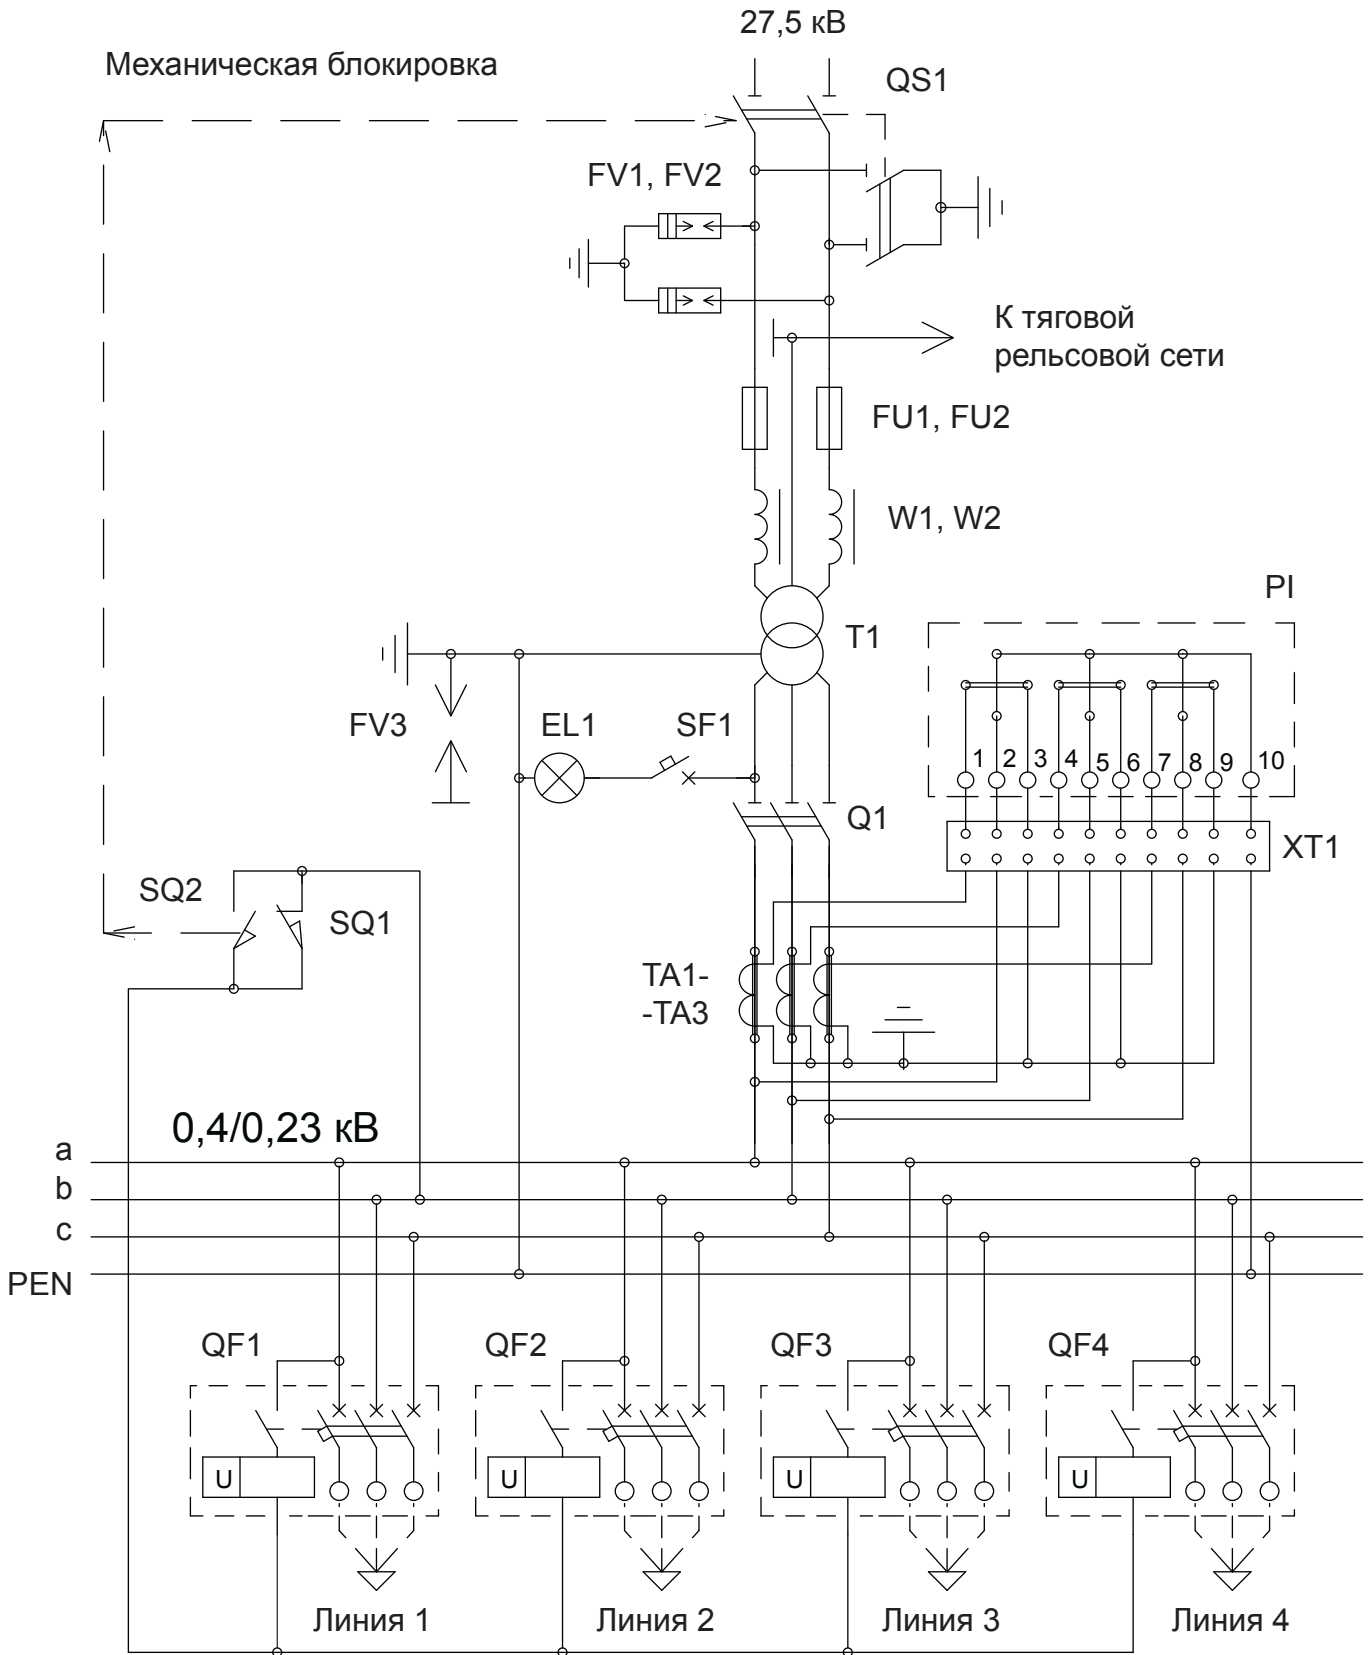 27,5 кВ
Механическая блокировка
QS1
FV1, FV2
К тяговой
рельсовой сети
FU1, FU2
W1, W2
PI
T1
FV3
EL1
SF1
1 2 3 4 5 6 7 8 9 10
Q1
XT1
SQ2
SQ1
TA1-
-TA3
0,4/0,23 кВ
a
b
c
PEN
QF1
QF2
QF3
QF4
U
U
U
U
Линия 1
Линия 2
Линия 3
Линия 4